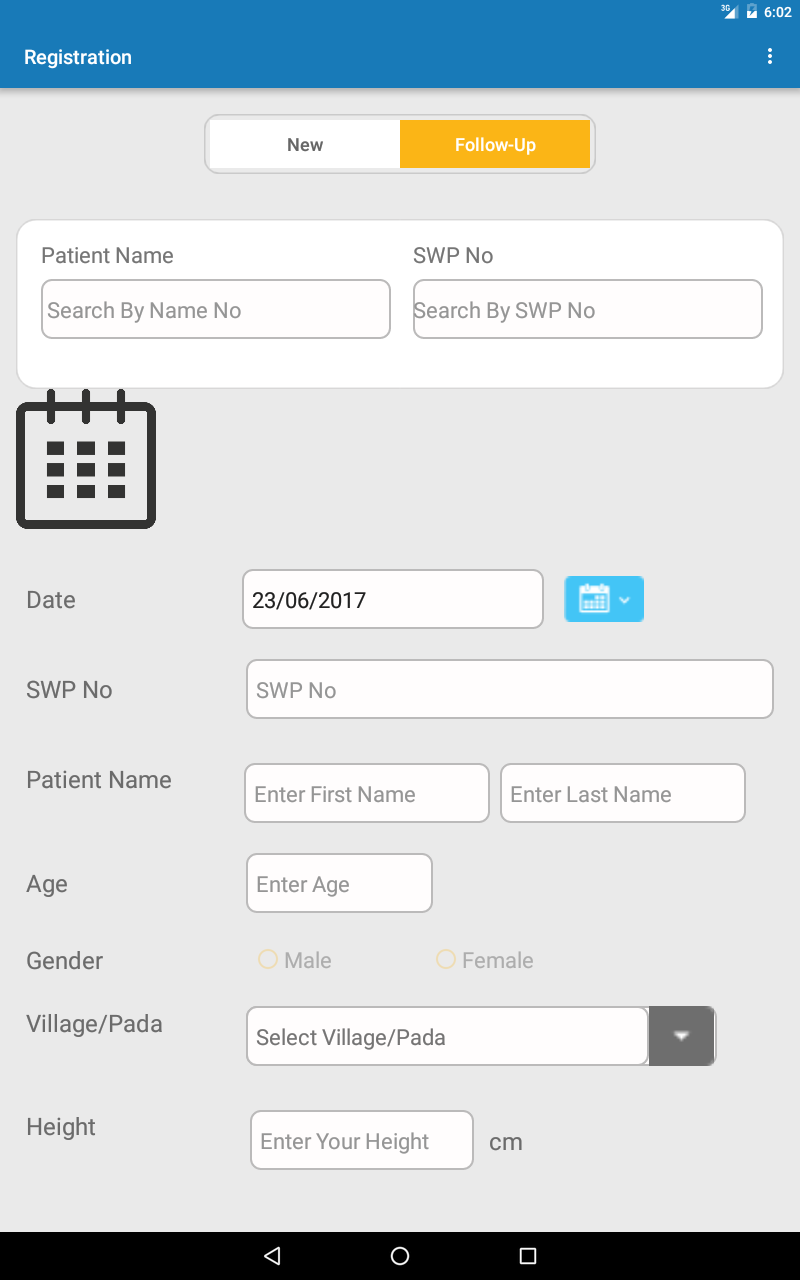 3G 6:02
Registration
New Follow-Up
Patient Name SWP No
Search By Name No Search By SWP No
Date 23/06/2017
SWP No SWP No
Patient Name Enter First Name Enter Last Name
Age Enter Age
Gender Male Female
Village/Pada Select Village/Pada
Height Enter Your Height cm